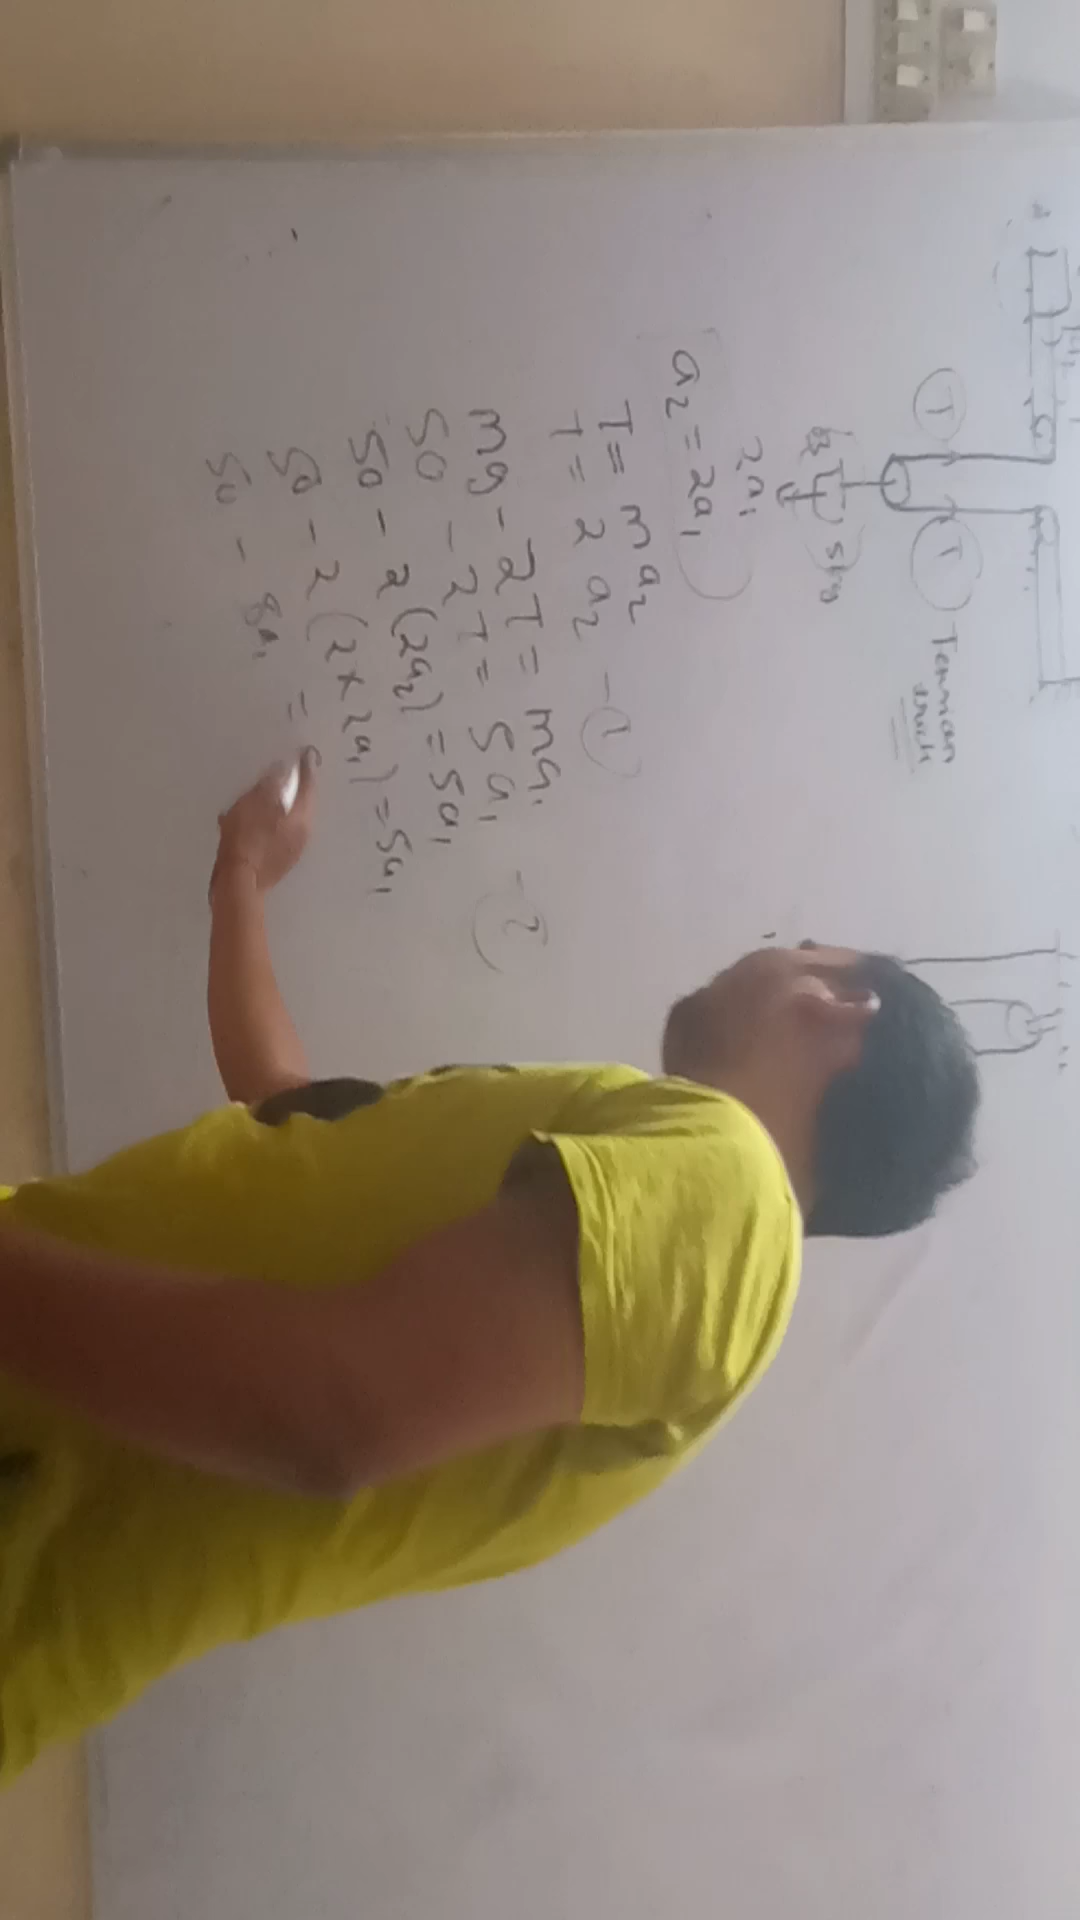 T
T
Tension
5kg
2a₁
a₂ = 2a₁
T = ma₂
T = 2a₂ - ①
mg - 2T = ma₁
50 - 2T = 5a₁ - ②
50 - 2(2a₂) = 5a₁
50 - 2(2×2a₁) = 5a₁
50 - 8a₁ =